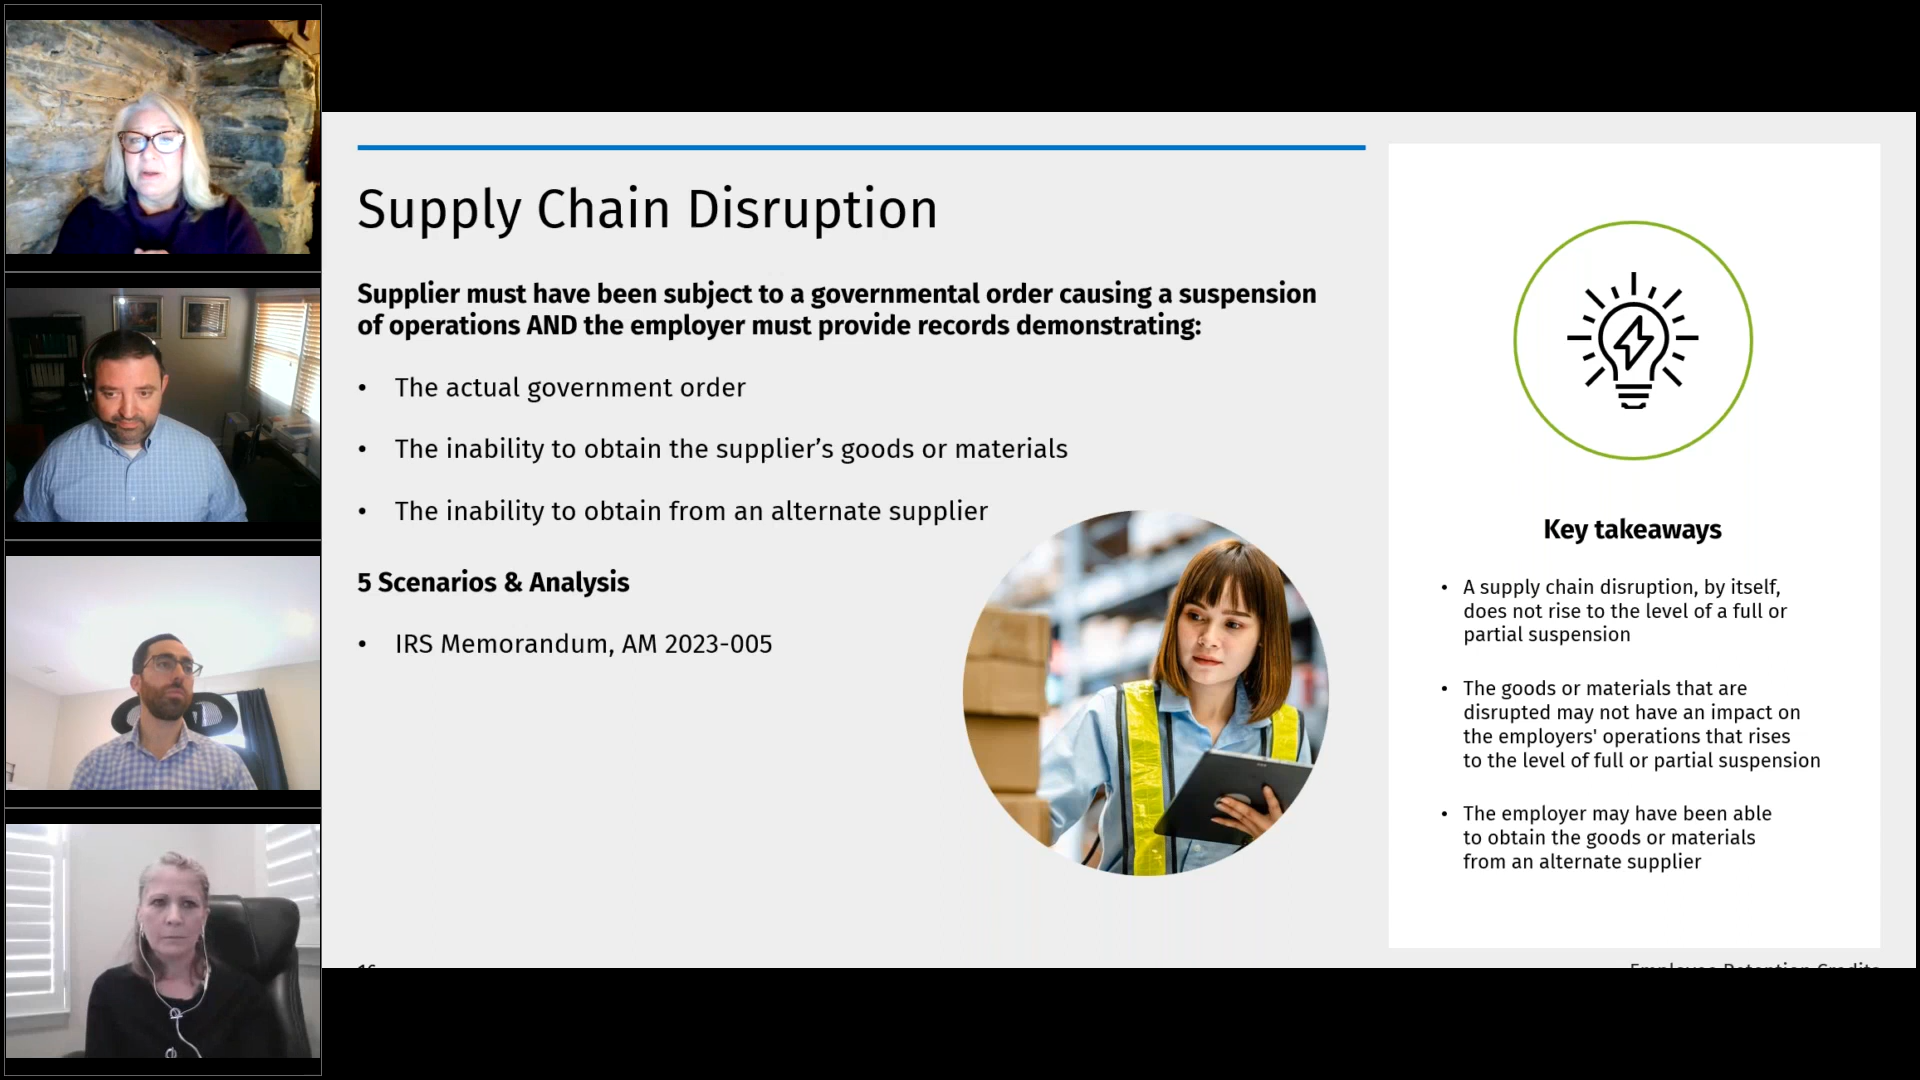 Supply Chain Disruption
Supplier must have been subject to a governmental order causing a suspension
of operations AND the employer must provide records demonstrating:
• The actual government order
• The inability to obtain the supplier’s goods or materials
• The inability to obtain from an alternate supplier
5 Scenarios & Analysis
• IRS Memorandum, AM 2023-005
Key takeaways
• A supply chain disruption, by itself,
does not rise to the level of a full or
partial suspension
• The goods or materials that are
disrupted may not have an impact on
the employers' operations that rises
to the level of full or partial suspension
• The employer may have been able
to obtain the goods or materials
from an alternate supplier
Employee Retention Credits